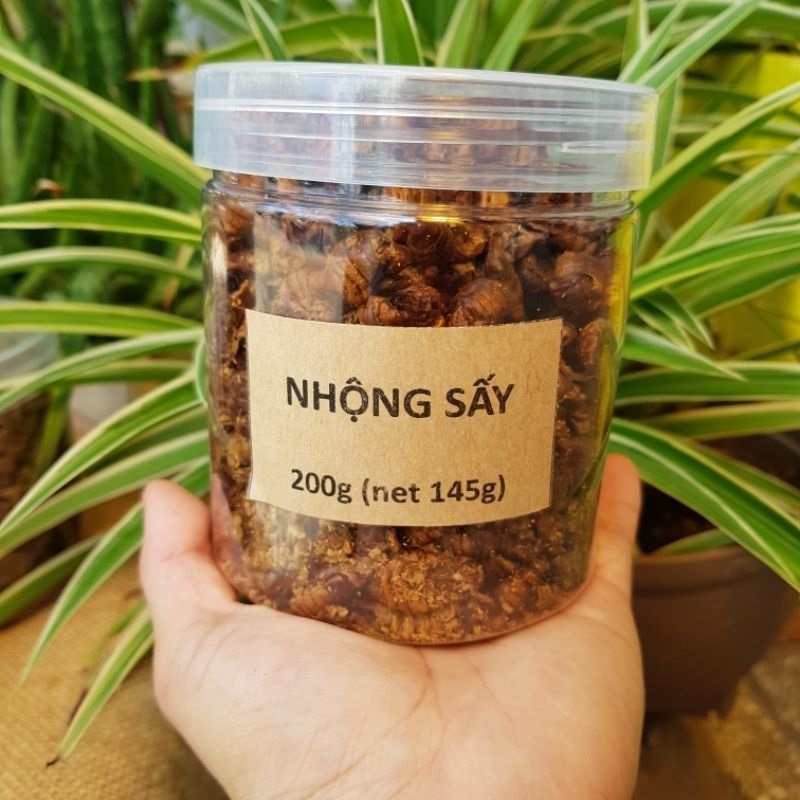 NHỘNG SẤY
200g (net 145g)